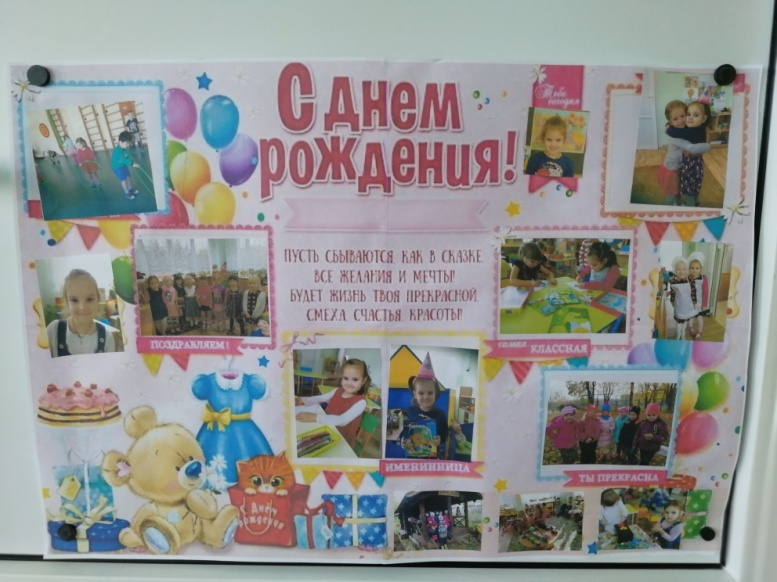 С ДНЕМ
РОЖДЕНИЯ!
Тебе
сегодня
ПУСТЬ СБЫВАЮТСЯ, КАК В СКАЗКЕ,
ВСЕ ЖЕЛАНИЯ И МЕЧТЫ!
БУДЕТ ЖИЗНЬ ТВОЯ ПРЕКРАСНОЙ,
СМЕХА, СЧАСТЬЯ, КРАСОТЫ!
ПОЗДРАВЛЯЕМ!
САМАЯ КЛАССНАЯ
ИМЕНИННИЦА
ТЫ ПРЕКРАСНА
С Днём
рождения